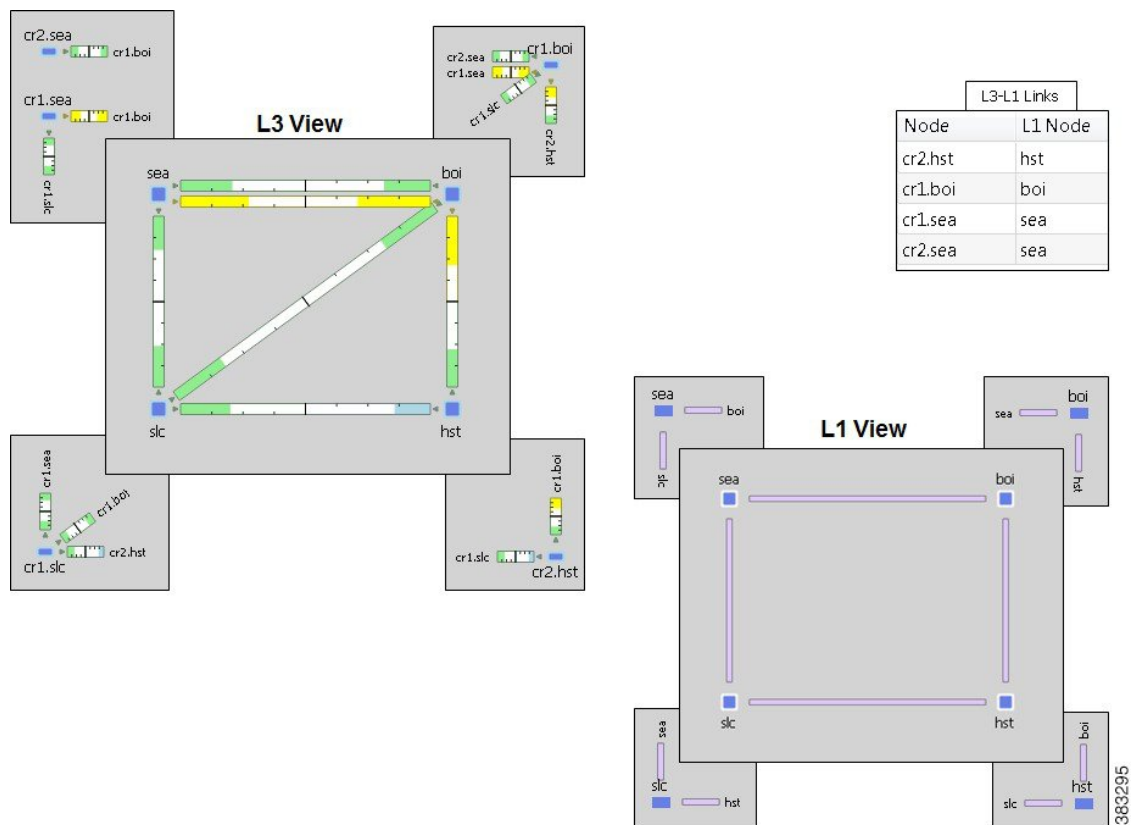 cr2.sea
cr1.boi
cr1.sea
cr1.boi
cr1.slc
cr2.sea
cr1.boi
cr1.sea
cr1.slc
cr2.hst
L3 View
sea
boi
slc
hst
cr1.sea
cr1.boi
cr2.hst
cr1.slc
cr1.boi
cr1.slc
cr2.hst
L3-L1 Links
Node L1 Node
cr2.hst hst
cr1.boi boi
cr1.sea sea
cr2.sea sea
sea
boi
slc
boi
sea
hst
L1 View
sea
boi
slc
hst
sea
slc
hst
boi
hst
slc
383295